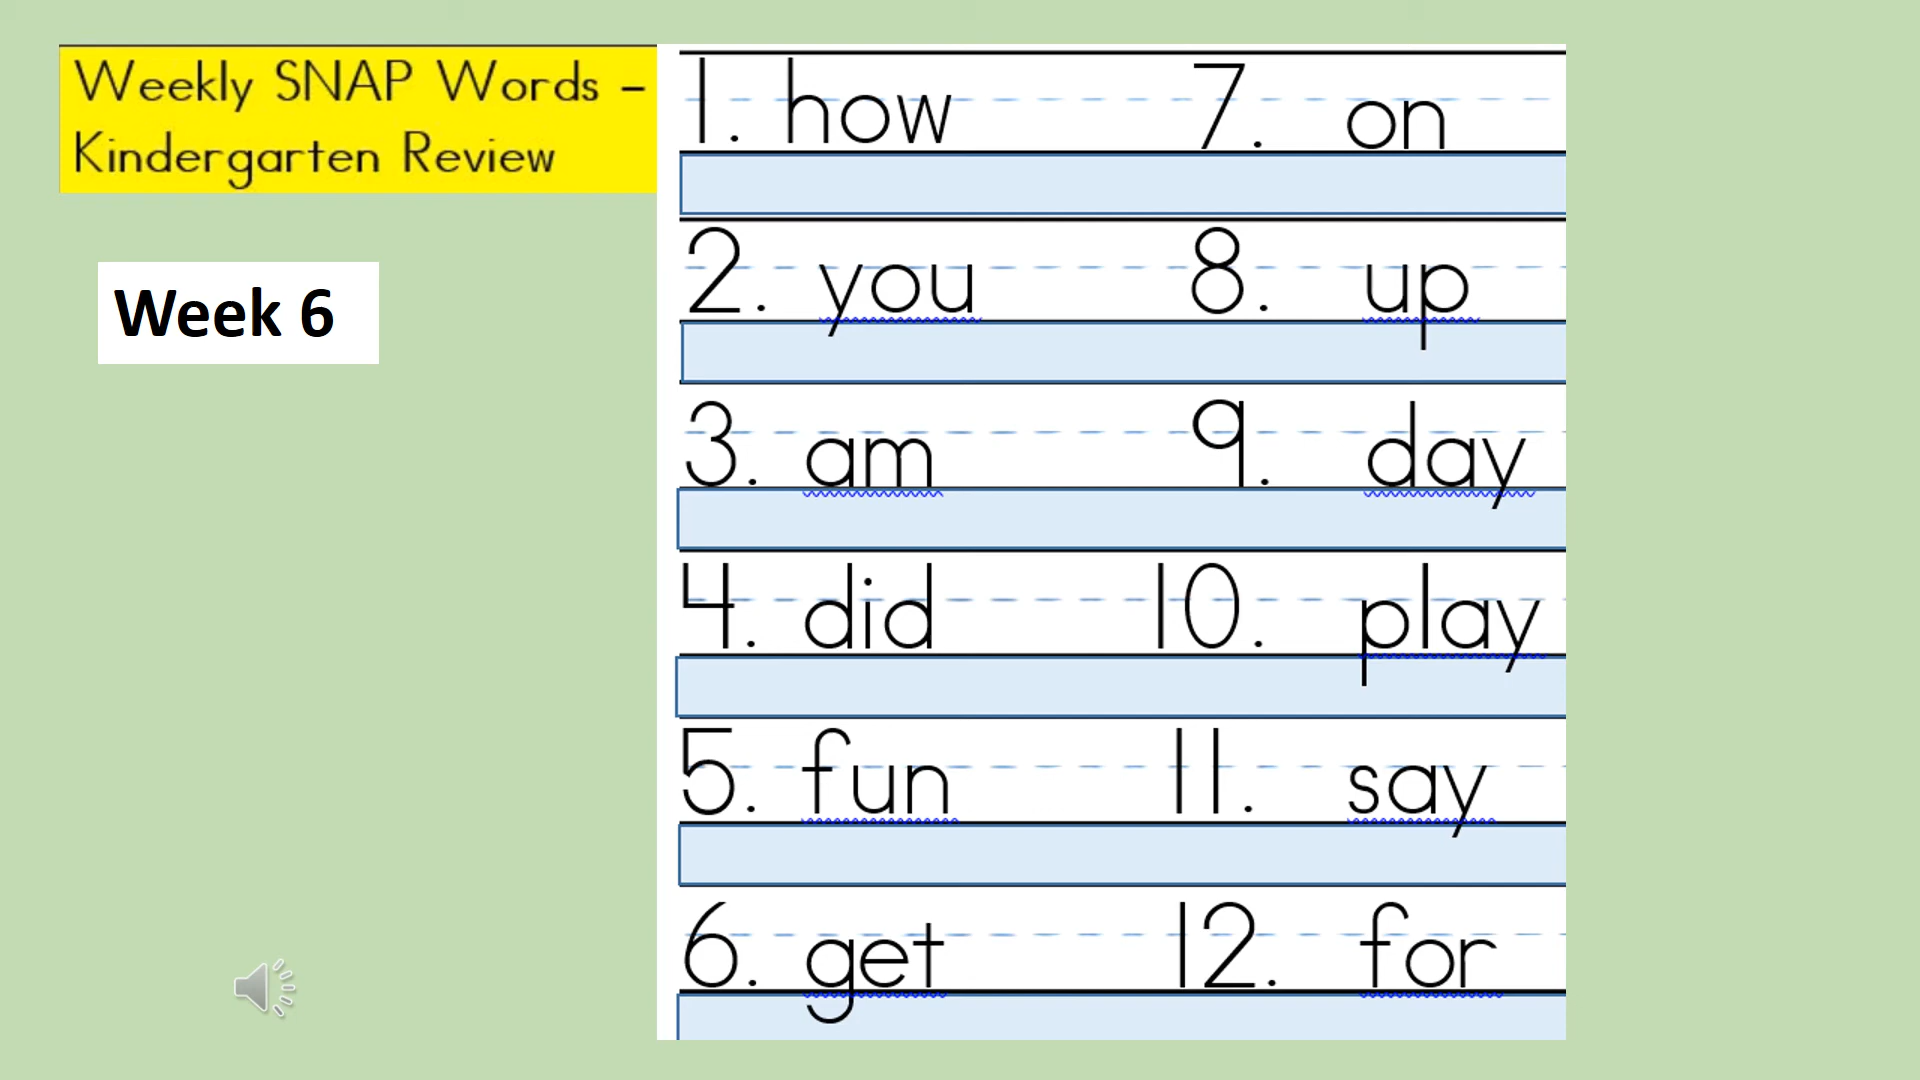 Weekly SNAP Words –
Kindergarten Review
Week 6
1. how 7. on
2. you 8. up
3. am 9. day
4. did 10. play
5. fun 11. say
6. get 12. for